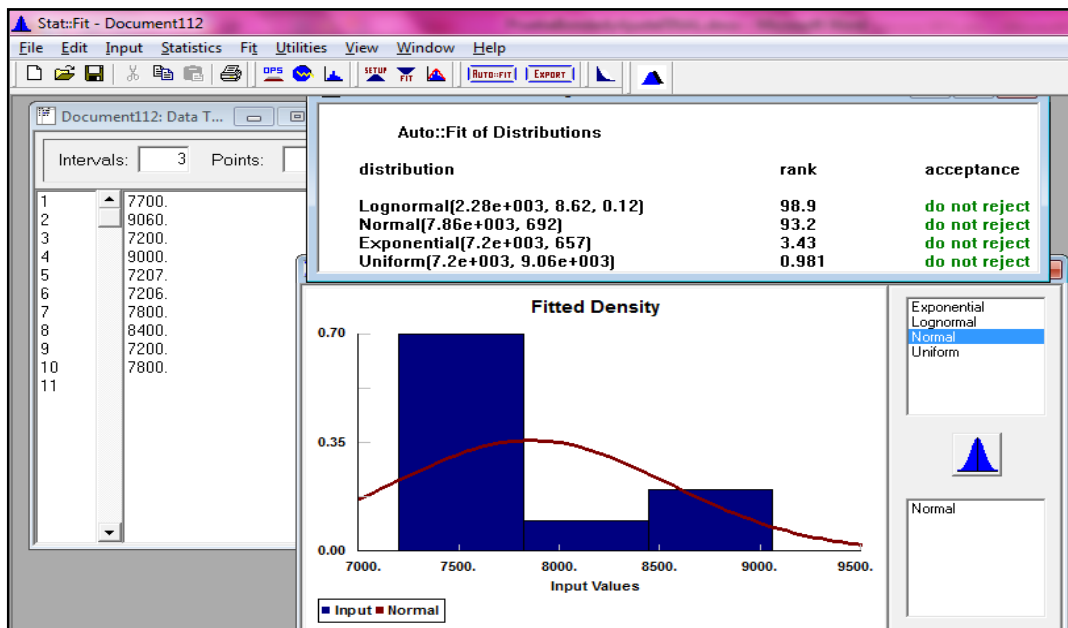 Stat::Fit - Document112
File Edit Input Statistics Fit Utilities View Window Help
OPS SETUP FIT AUTO::FIT EXPORT
Document112: Data T...
Intervals: 3 Points:
1 7700.
2 9060.
3 7200.
4 9000.
5 7207.
6 7206.
7 7800.
8 8400.
9 7200.
10 7800.
11
Auto::Fit of Distributions
distribution rank acceptance
Lognormal(2.28e+003, 8.62, 0.12) 98.9 do not reject
Normal(7.86e+003, 692) 93.2 do not reject
Exponential(7.2e+003, 657) 3.43 do not reject
Uniform(7.2e+003, 9.06e+003) 0.981 do not reject
Fitted Density
0.70
0.35
0.00
7000. 7500. 8000. 8500. 9000. 9500.
Input Values
Input Normal
Exponential
Lognormal
Normal
Uniform
Normal